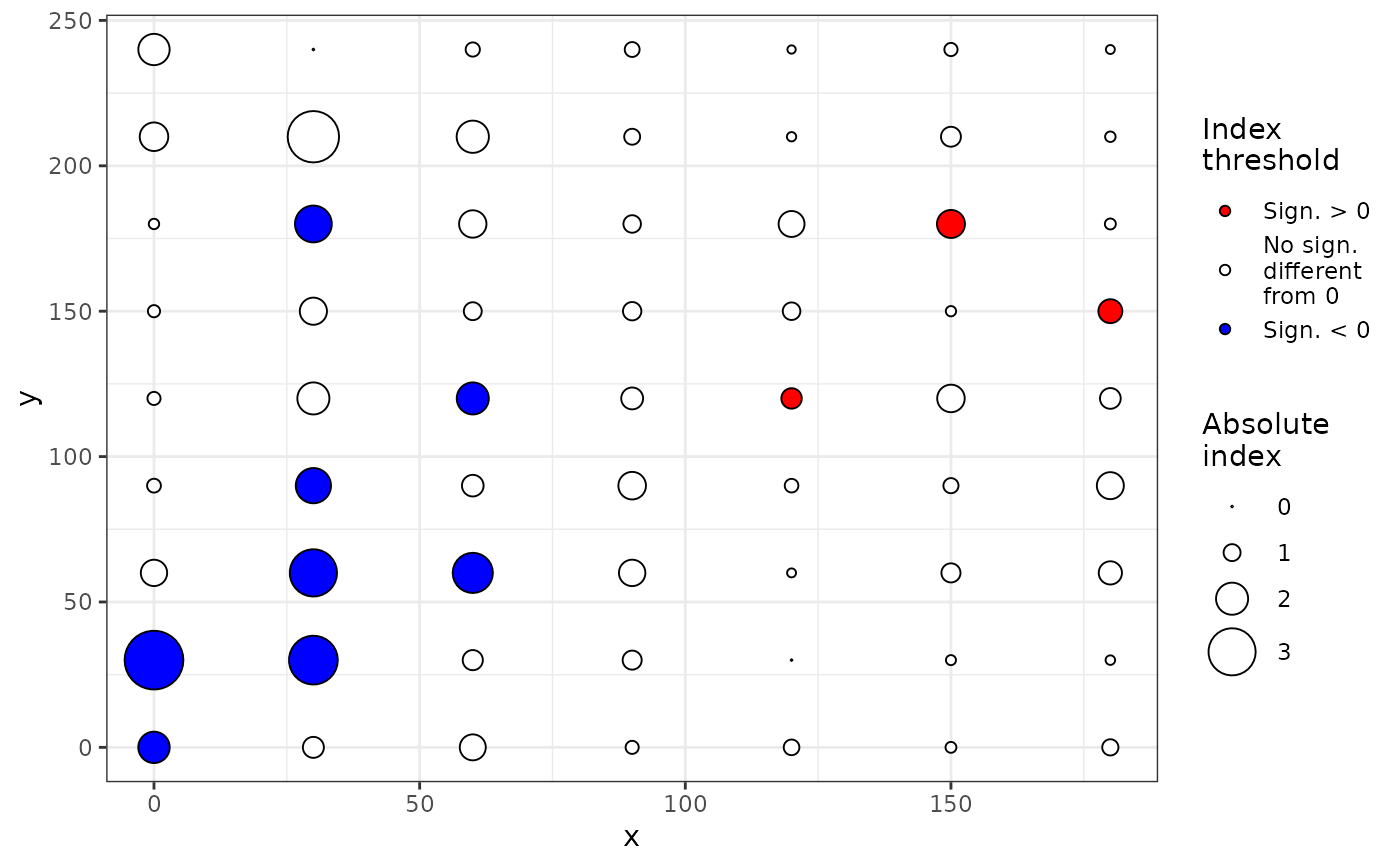 250
200
150
100
50
0
y
0
50
100
150
x
Index
threshold
Sign. > 0
No sign.
different
from 0
Sign. < 0
Absolute
index
0
1
2
3